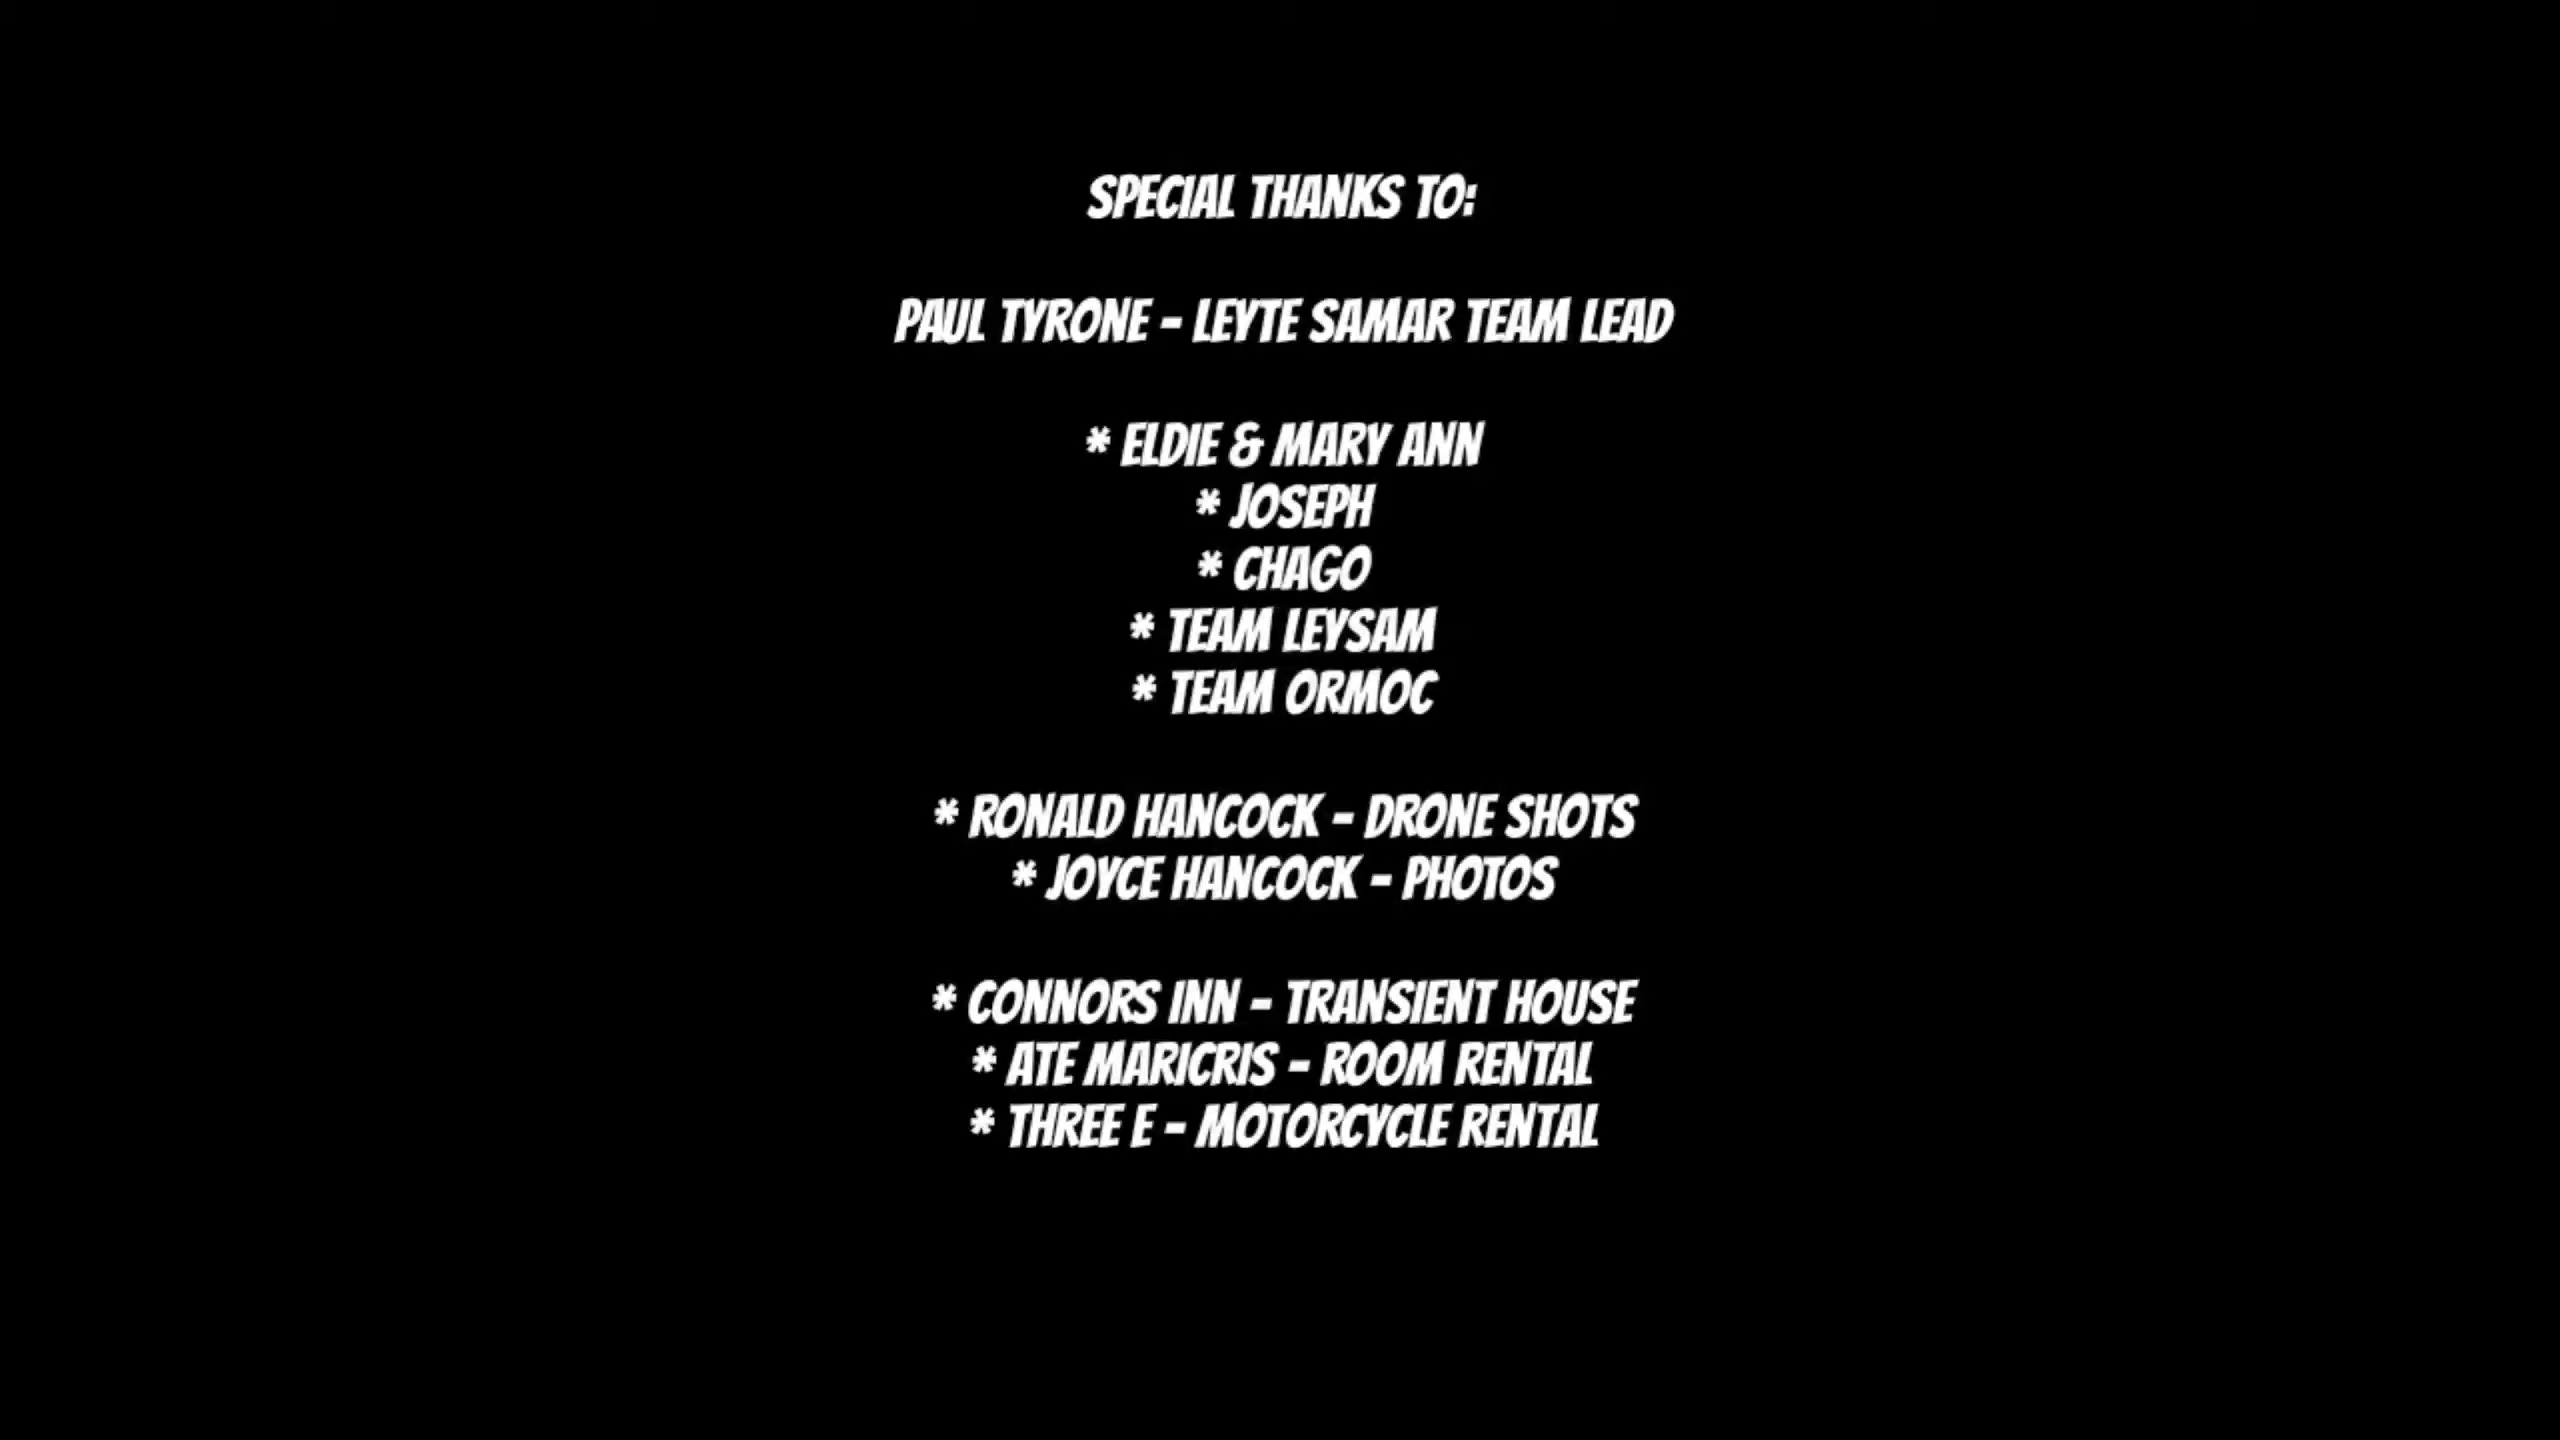 SPECIAL THANKS TO:
PAUL TYRONE - LEYTE SAMAR TEAM LEAD
* ELDIE & MARY ANN
* JOSEPH
* CHAGO
* TEAM LEYSAM
* TEAM ORMOC
* RONALD HANCOCK - DRONE SHOTS
* JOYCE HANCOCK - PHOTOS
* CONNORS INN - TRANSIENT HOUSE
* ATE MARICRIS - ROOM RENTAL
* THREE E - MOTORCYCLE RENTAL